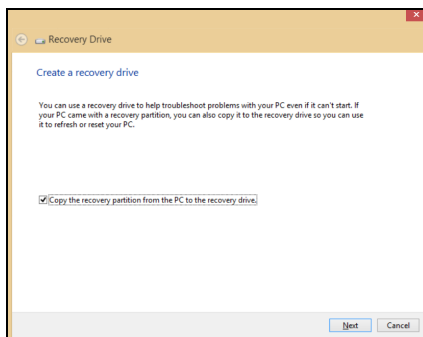 Recovery Drive
Create a recovery drive
You can use a recovery drive to help troubleshoot problems with your PC even if it can't start. If
your PC came with a recovery partition, you can also copy it to the recovery drive so you can use
it to refresh or reset your PC.
Copy the recovery partition from the PC to the recovery drive.
Next Cancel